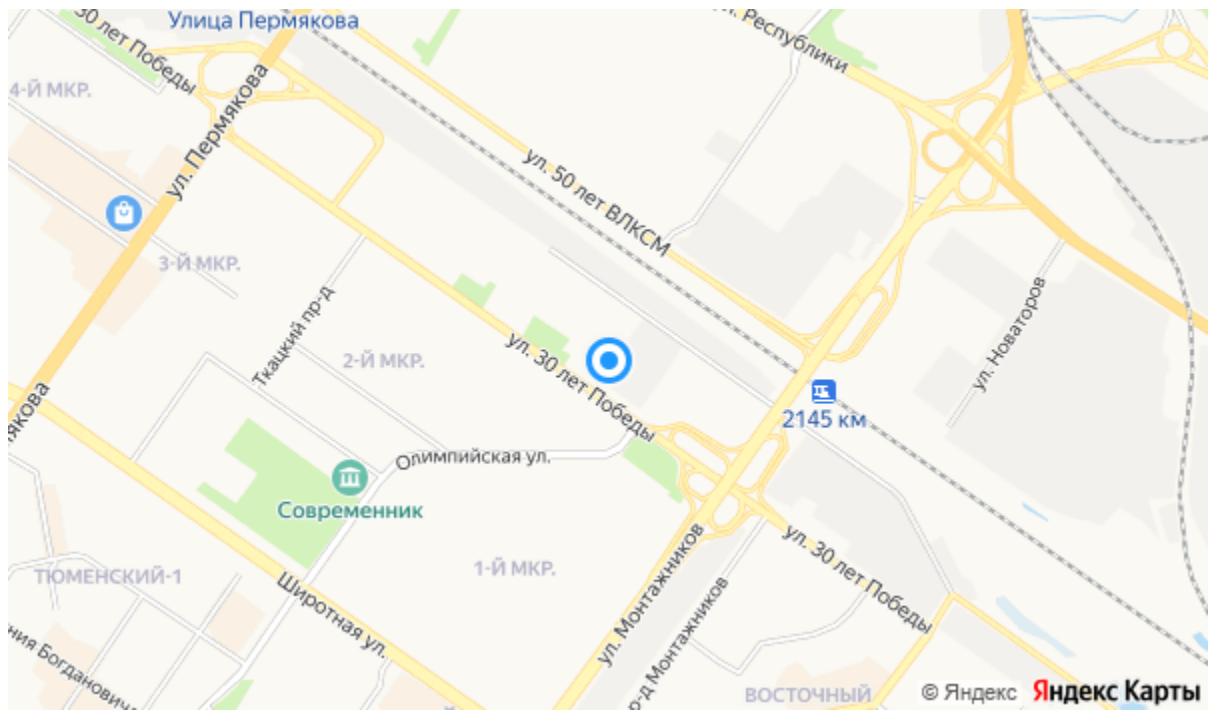 Улица Пермякова
30 лет Победы
ул. Республики
4-Й МКР.
ул. Пермякова
ул. 50 лет ВЛКСМ
3-Й МКР.
Ткацкий пр-д
2-Й МКР.
ул. 30 лет Победы
ул. Новаторов
2145 км
Олимпийская ул.
Современник
ул. 30 лет Победы
1-Й МКР.
ТЮМЕНСКИЙ-1
Широтная ул.
ул. Монтажников
р-д Монтажников
ния Богданович
ВОСТОЧНЫЙ
© Яндекс Яндекс Карты